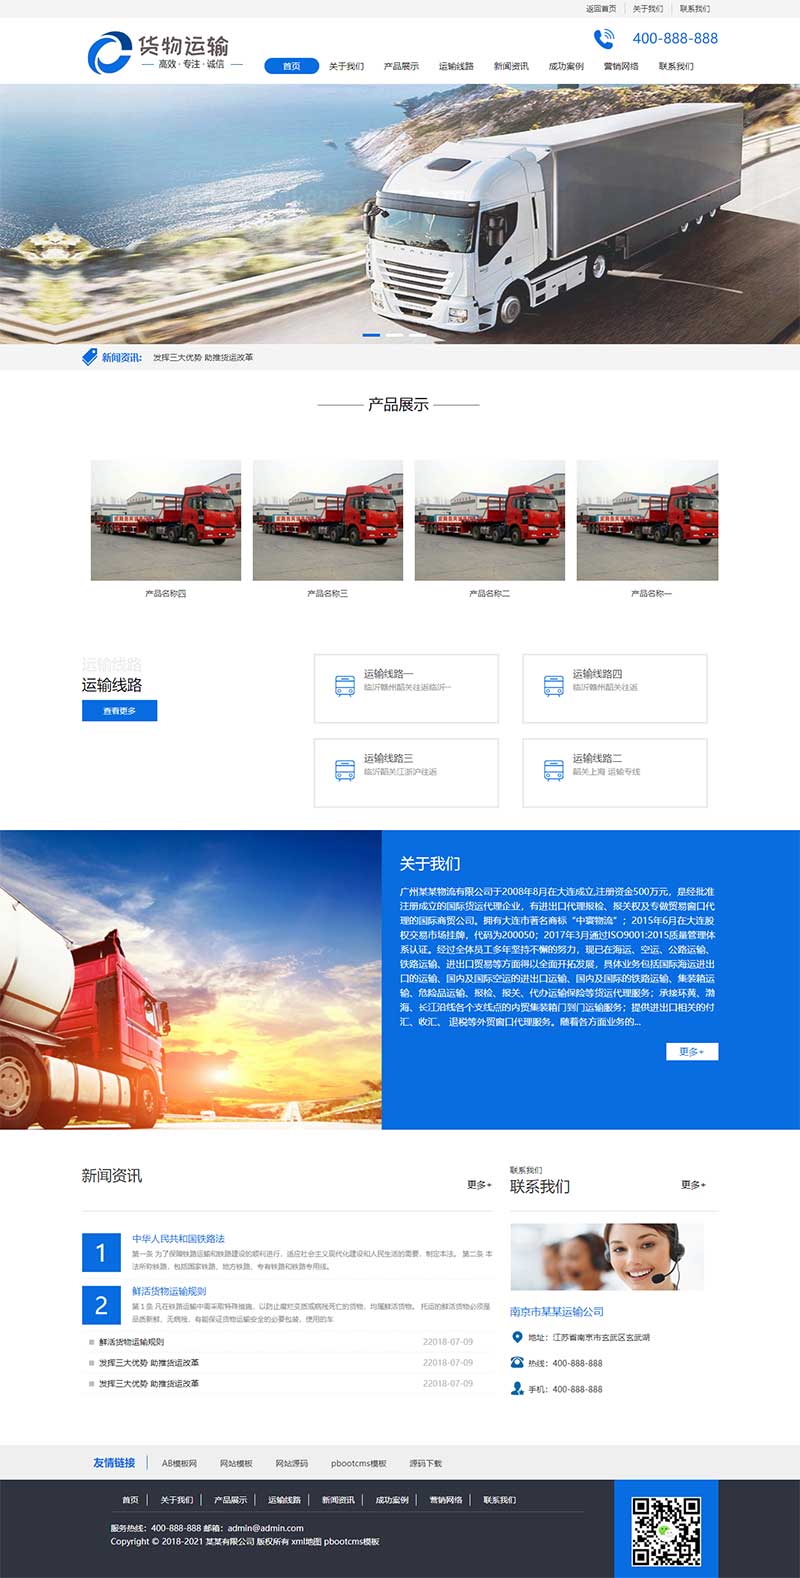 返回首页 关于我们 联系我们
货物运输
高效·专注·诚信
400-888-888
首页 关于我们 产品展示 运输线路 新闻资讯 成功案例 营销网络 联系我们
新闻资讯: 发挥三大优势 助推货运改革
产品展示
产品名称四 产品名称三 产品名称二 产品名称一
运输线路
运输线路
查看更多
运输线路一
临沂赣州韶关往返临沂一
运输线路四
临沂赣州韶关往返
运输线路三
临沂韶关江浙沪往返
运输线路二
韶关上海 运输专线
关于我们
广州某某物流有限公司于2008年8月在大连成立,注册资金500万元，是经批准
注册成立的国际货运代理企业，有进出口代理报检、报关权及专做贸易窗口代
理的国际商贸公司。拥有大连市著名商标“中寰物流”；2015年6月在大连股
权交易市场挂牌，代码为200050；2017年3月通过ISO9001:2015质量管理体
系认证。经过全体员工多年坚持不懈的努力，现已在海运、空运、公路运输、
铁路运输、进出口贸易等方面得以全面开拓发展，具体业务包括国际海运进出
口的运输、国内及国际空运的进出口运输、国内及国际的铁路运输、集装箱运
输、危险品运输、报检、报关、代办运输保险等货运代理服务；承接环黄、渤
海、长江沿线各个支线点的内贸集装箱门到门运输服务；提供进出口相关的付
汇、收汇、 退税等外贸窗口代理服务。随着各方面业务的...
更多+
新闻资讯
更多+
1
中华人民共和国铁路法
第一条 为了保障铁路运输和铁路建设的顺利进行，适应社会主义现代化建设和人民生活的需要，制定本法。 第二条 本
法所称铁路，包括国家铁路、地方铁路、专有铁路和铁路专用线。
2
鲜活货物运输规则
第 1 条 凡在铁路运输中需采取特殊措施，以防止腐烂变质或病残死亡的货物，均属鲜活货物。 托运的鲜活货物必须是
品质新鲜、无病残，有能保证货物运输安全的必要包装，使用的车
鲜活货物运输规则 22018-07-09
发挥三大优势 助推货运改革 22018-07-09
发挥三大优势 助推货运改革 22018-07-09
联系我们
联系我们
更多+
南京市某某运输公司
地址：江苏省南京市玄武区玄武湖
热线：400-888-888
手机：400-888-888
友情链接 AB模板网 网站模板 网站源码 pbootcms模板 源码下载
首页 关于我们 产品展示 运输线路 新闻资讯 成功案例 营销网络 联系我们
服务热线：400-888-888 邮箱：admin@admin.com
Copyright © 2018-2021 某某有限公司 版权所有 xml地图 pbootcms模板